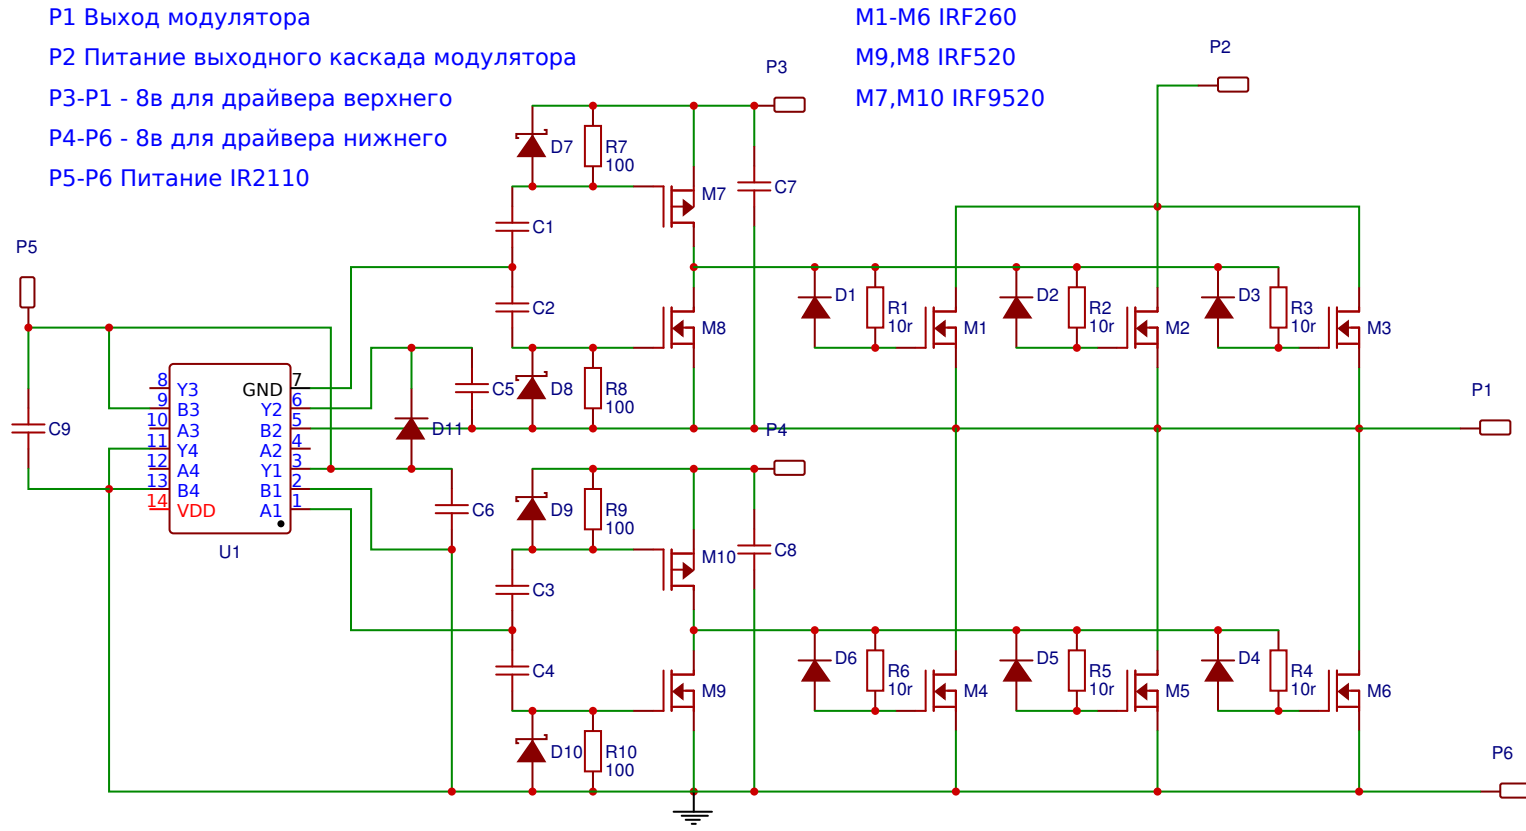 P1 Выход модулятора
P2 Питание выходного каскада модулятора
P3-P1 - 8в для драйвера верхнего
P4-P6 - 8в для драйвера нижнего
P5-P6 Питание IR2110
M1-M6 IRF260
M9,M8 IRF520
M7,M10 IRF9520
P2
P3
D7
R7
100
M7
C7
C1
P5
C2
M8
D1
R1
10r
M1
D2
R2
10r
M2
D3
R3
10r
M3
8 Y3 GND 7
9 B3 Y2 6
10 A3 B2 5
11 Y4 A2 4
12 A4 Y1 3
13 B4 B1 2
14 VDD A1 1
U1
C9
D11
C5
D8
R8
100
P1
P4
C6
D9
R9
100
M10
C8
C3
C4
M9
D6
R6
10r
M4
D5
R5
10r
M5
D4
R4
10r
M6
D10
R10
100
P6